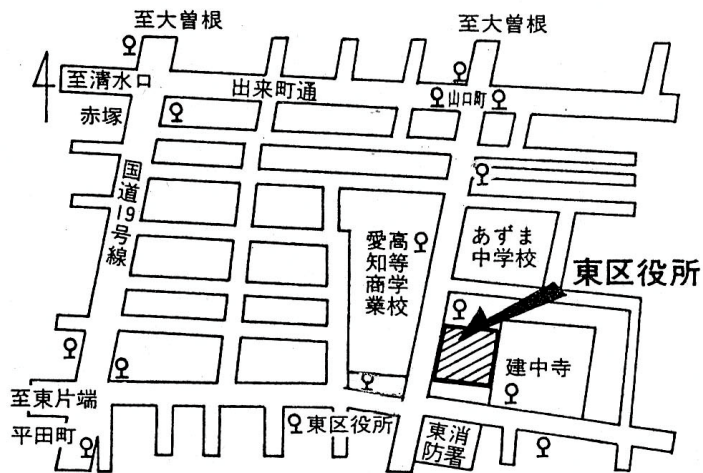 至大曽根
至大曽根
至清水口
出来町通
山口町
赤塚
国道19号線
愛知商業
高等学校
あずま
中学校
東区役所
建中寺
至東片端
平田町
東区役所
東消
防署